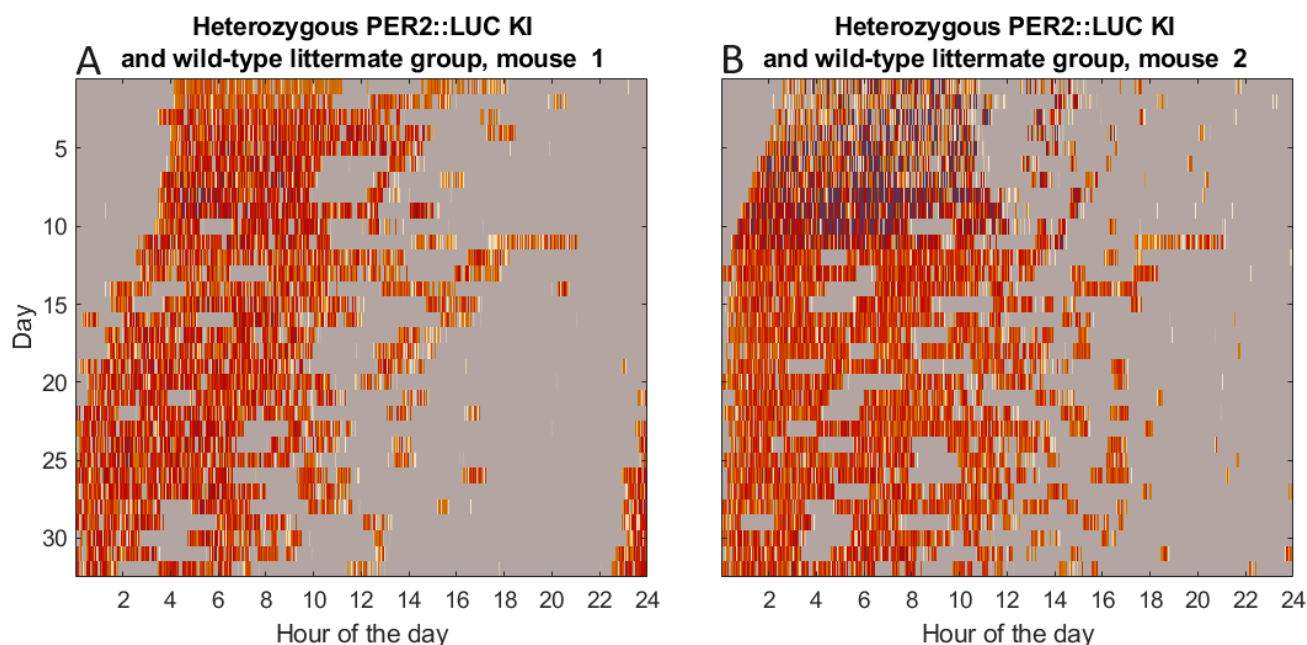 Heterozygous PER2::LUC KI
A and wild-type littermate group, mouse 1
5
10
15
20
25
30
Day
2 4 6 8 10 12 14 16 18 20 22 24
Hour of the day
Heterozygous PER2::LUC KI
B and wild-type littermate group, mouse 2
2 4 6 8 10 12 14 16 18 20 22 24
Hour of the day